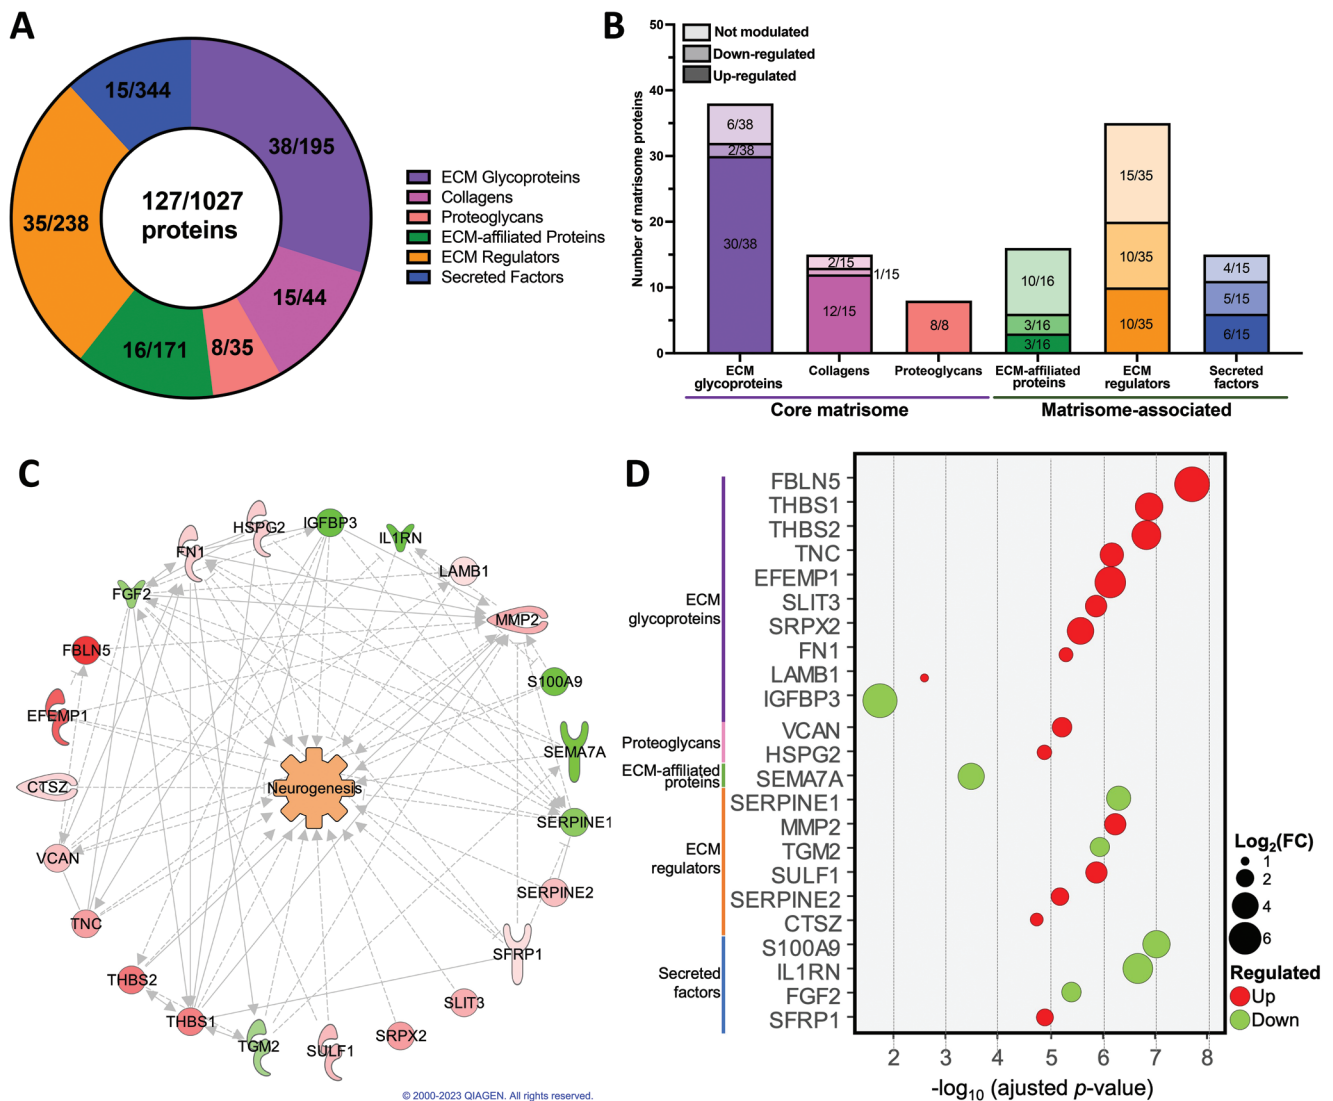 A
15/344
38/195
127/1027
proteins
35/238
15/44
16/171
8/35
ECM Glycoproteins
Collagens
Proteoglycans
ECM-affiliated Proteins
ECM Regulators
Secreted Factors
B
Number of matrisome proteins
50
40
30
20
10
0
Not modulated
Down-regulated
Up-regulated
6/38
2/38
30/38
2/15
1/15
12/15
8/8
10/16
3/16
3/16
15/35
10/35
10/35
4/15
5/15
6/15
ECM
glycoproteins
Collagens
Proteoglycans
ECM-affiliated
proteins
ECM
regulators
Secreted
factors
Core matrisome
Matrisome-associated
C
HSPG2
IGFBP3
IL1RN
FN1
LAMB1
FGF2
MMP2
FBLN5
S100A9
EFEMP1
SEMA7A
CTSZ
Neurogenesis
SERPINE1
VCAN
SERPINE2
TNC
SFRP1
THBS2
SLIT3
THBS1
SRPX2
TGM2
SULF1
© 2000-2023 QIAGEN. All rights reserved.
D
ECM
glycoproteins
Proteoglycans
ECM-affiliated
proteins
ECM
regulators
Secreted
factors
FBLN5
THBS1
THBS2
TNC
EFEMP1
SLIT3
SRPX2
FN1
LAMB1
IGFBP3
VCAN
HSPG2
SEMA7A
SERPINE1
MMP2
TGM2
SULF1
SERPINE2
CTSZ
S100A9
IL1RN
FGF2
SFRP1
2 3 4 5 6 7 8
-log10 (ajusted p-value)
Log2(FC)
1
2
4
6
Regulated
Up
Down